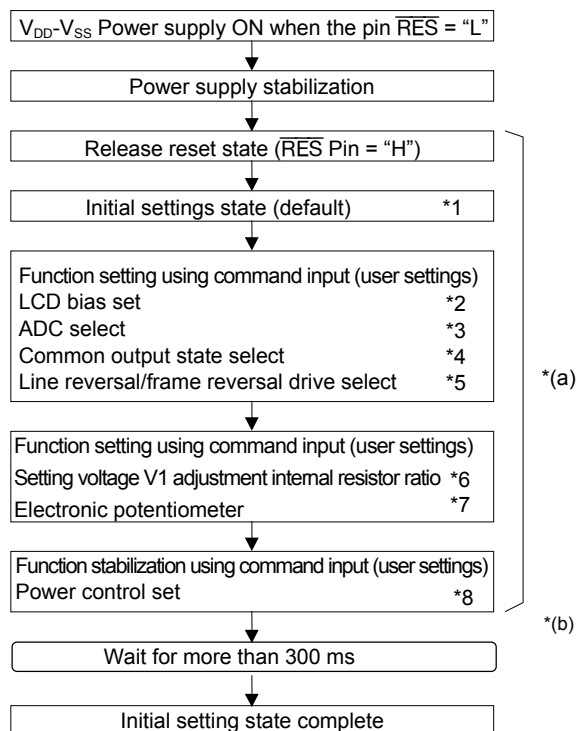 V_DD-V_SS Power supply ON when the pin R̅E̅S̅ = “L”
Power supply stabilization
Release reset state (R̅E̅S̅ Pin = “H”)
Initial settings state (default) *1
Function setting using command input (user settings)
LCD bias set *2
ADC select *3
Common output state select *4
Line reversal/frame reversal drive select *5
*(a)
Function setting using command input (user settings)
Setting voltage V1 adjustment internal resistor ratio *6
Electronic potentiometer *7
Function stabilization using command input (user settings)
Power control set *8
*(b)
Wait for more than 300 ms
Initial setting state complete